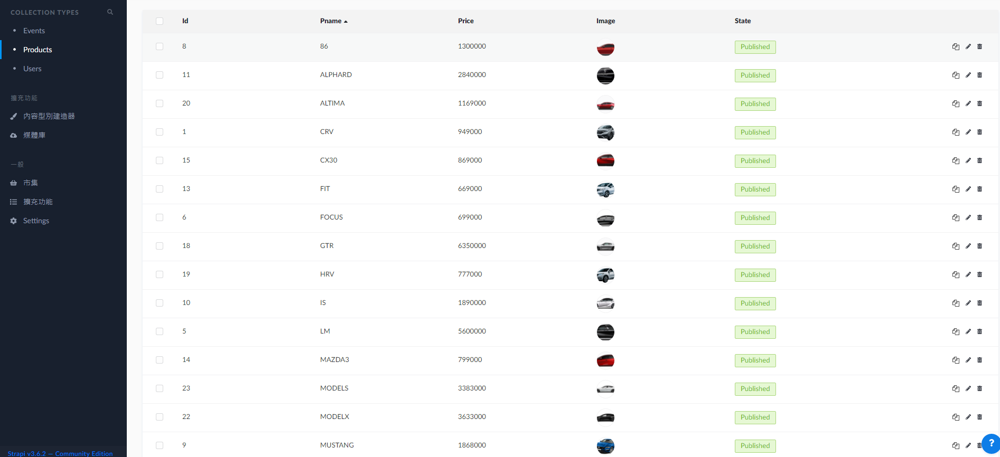 COLLECTION TYPES
Events
Products
Users
擴充功能
內容型別建造器
媒體庫
一般
市集
擴充功能
Settings
Strapi v3.6.2 — Community Edition
Id Pname Price Image State
8 86 1300000 Published
11 ALPHARD 2840000 Published
20 ALTIMA 1169000 Published
1 CRV 949000 Published
15 CX30 869000 Published
13 FIT 669000 Published
6 FOCUS 699000 Published
18 GTR 6350000 Published
19 HRV 777000 Published
10 IS 1890000 Published
5 LM 5600000 Published
14 MAZDA3 799000 Published
23 MODELS 3383000 Published
22 MODELX 3633000 Published
9 MUSTANG 1868000 Published
?